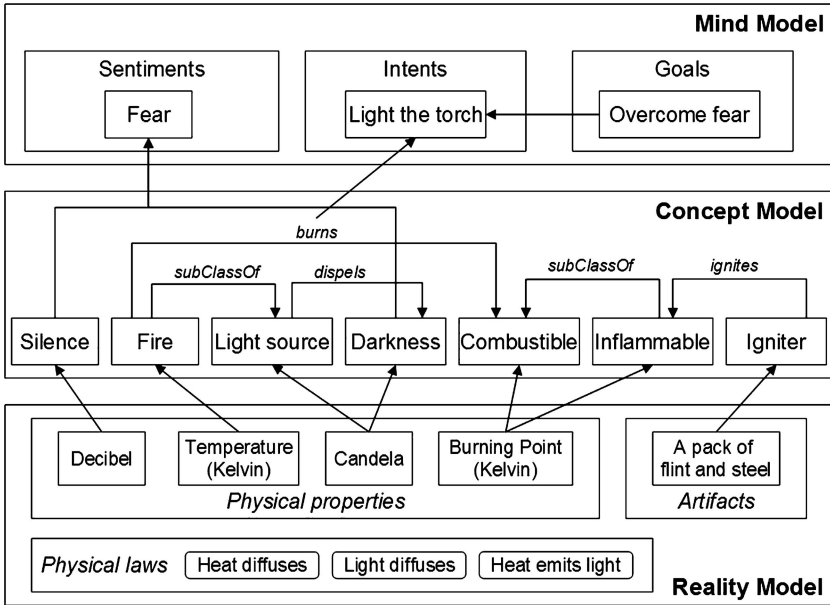 Mind Model
Sentiments
Intents
Goals
Fear
Light the torch
Overcome fear
Concept Model
burns
subClassOf
dispels
subClassOf
ignites
Silence
Fire
Light source
Darkness
Combustible
Inflammable
Igniter
Decibel
Temperature
(Kelvin)
Candela
Burning Point
(Kelvin)
A pack of
flint and steel
Physical properties
Artifacts
Physical laws
Heat diffuses
Light diffuses
Heat emits light
Reality Model